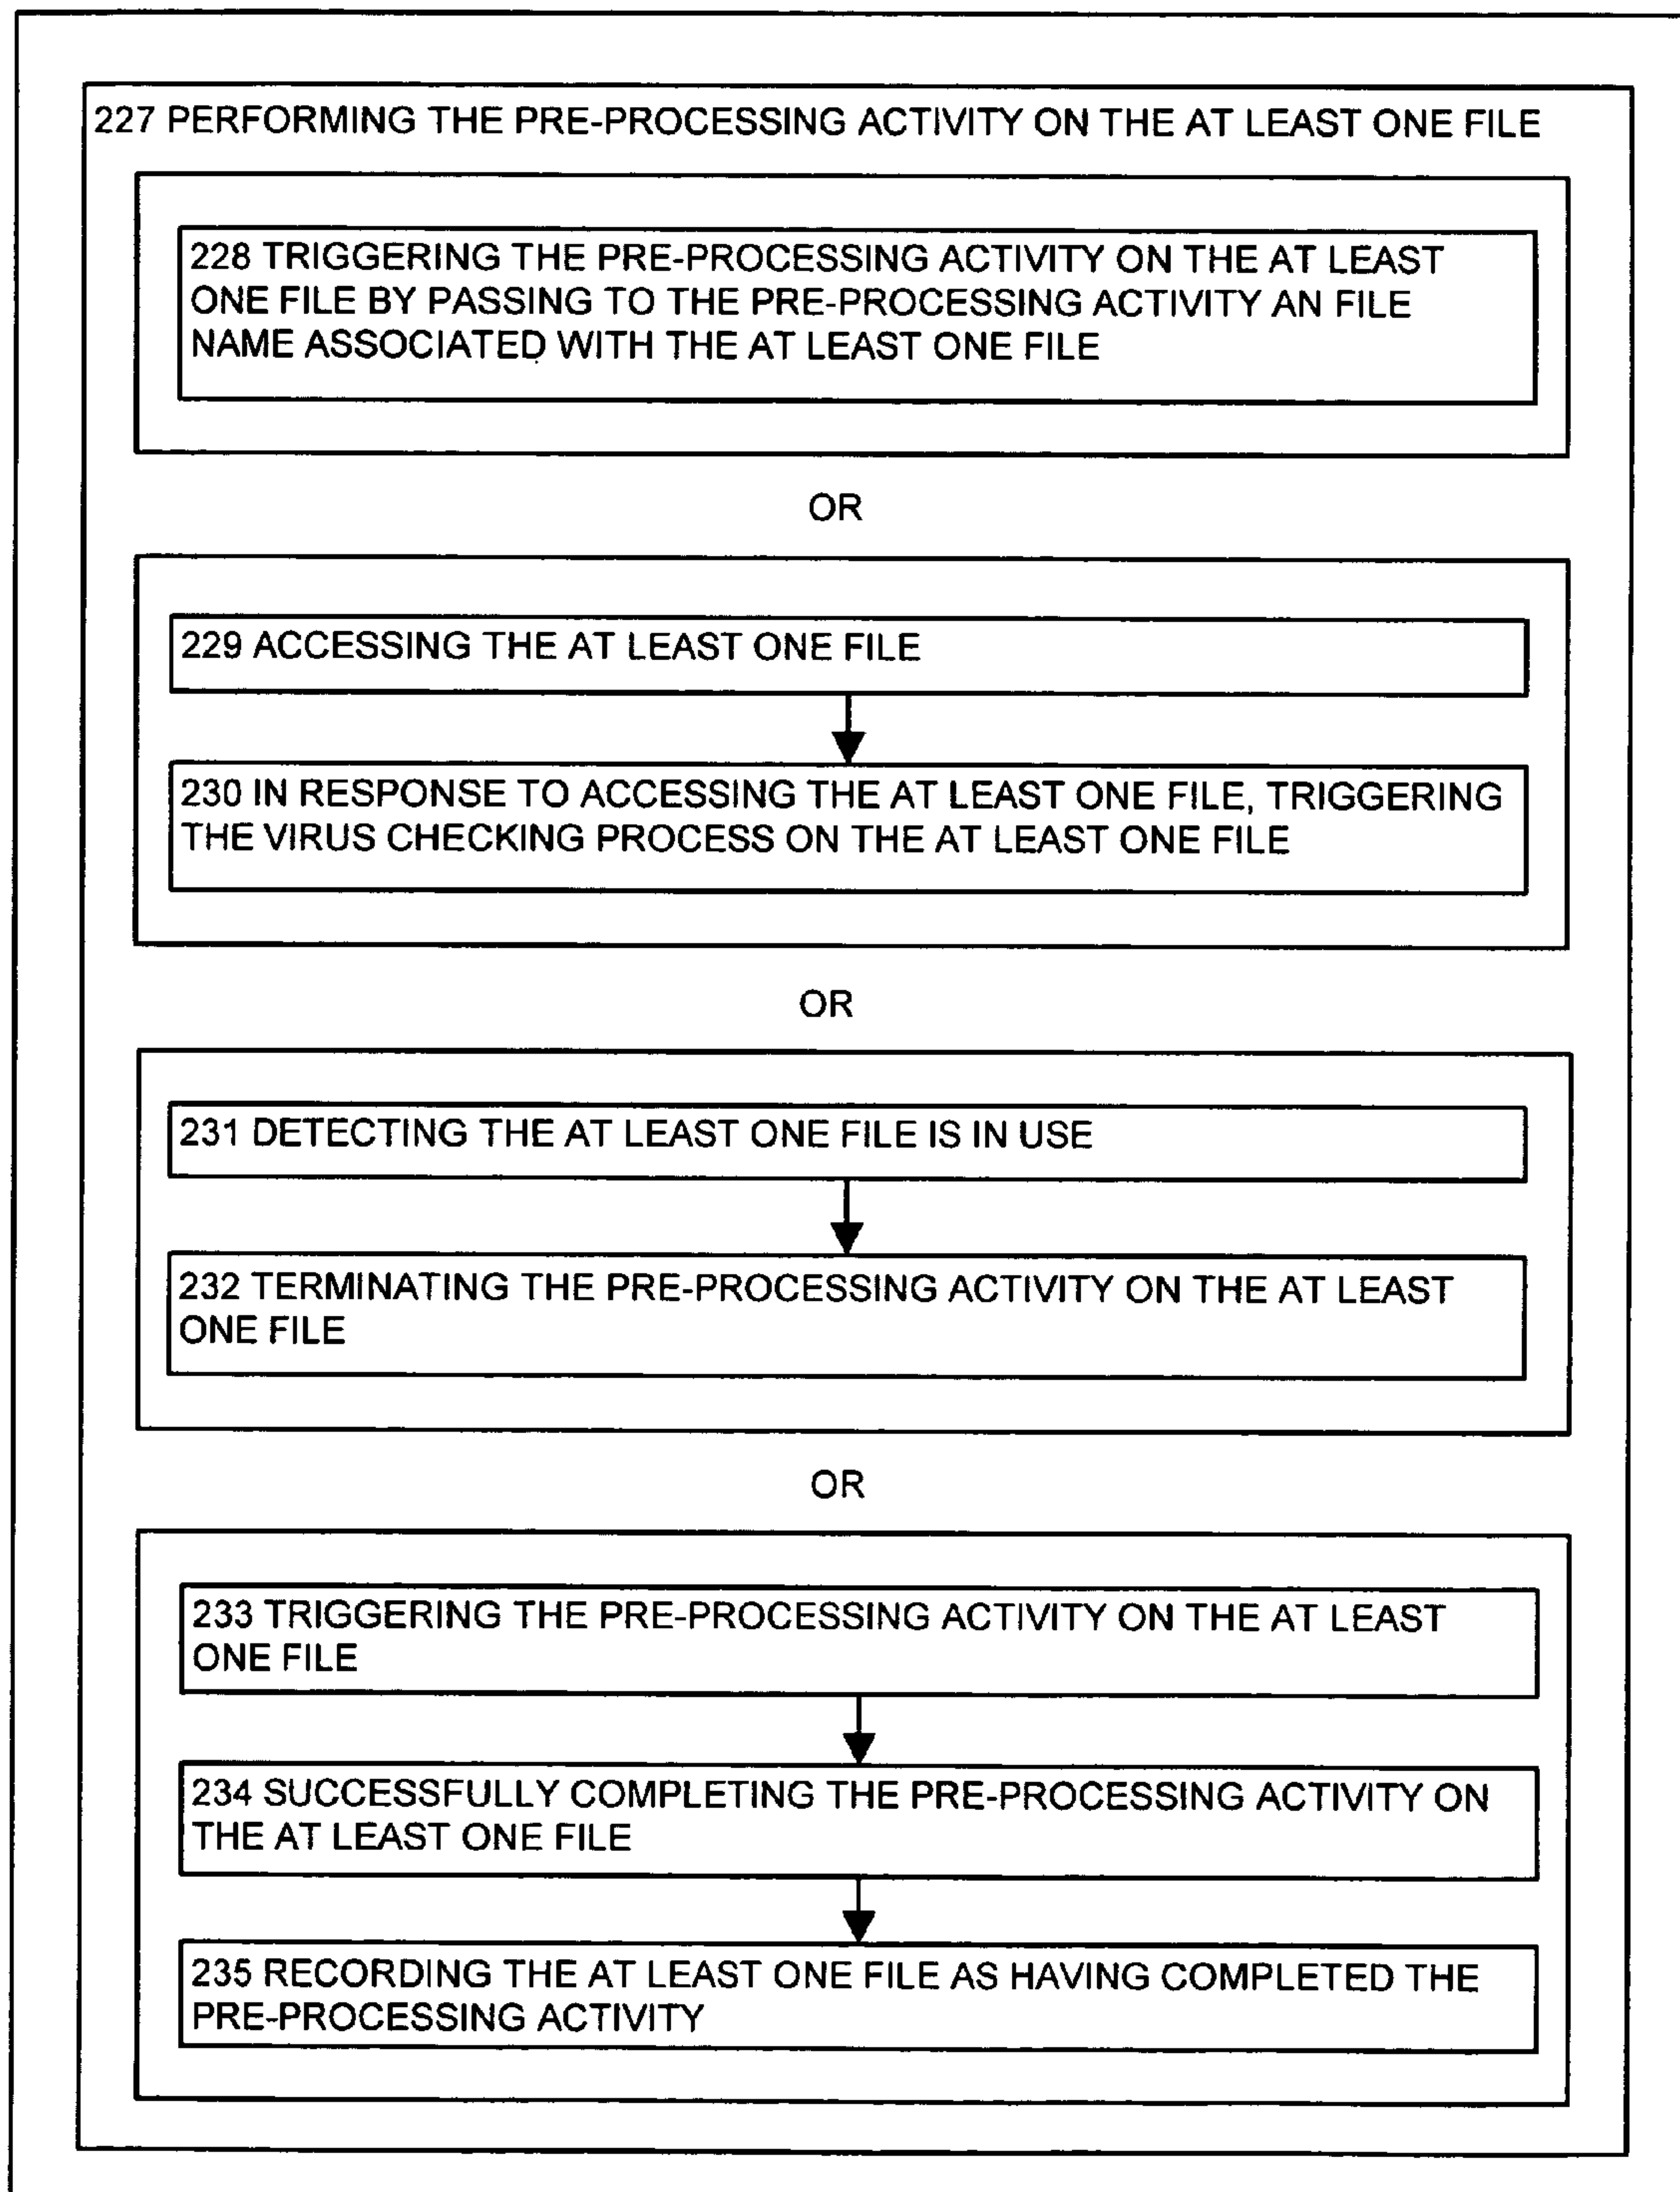 227 PERFORMING THE PRE-PROCESSING ACTIVITY ON THE AT LEAST ONE FILE
228 TRIGGERING THE PRE-PROCESSING ACTIVITY ON THE AT LEAST
ONE FILE BY PASSING TO THE PRE-PROCESSING ACTIVITY AN FILE
NAME ASSOCIATED WITH THE AT LEAST ONE FILE
OR
229 ACCESSING THE AT LEAST ONE FILE
230 IN RESPONSE TO ACCESSING THE AT LEAST ONE FILE, TRIGGERING
THE VIRUS CHECKING PROCESS ON THE AT LEAST ONE FILE
OR
231 DETECTING THE AT LEAST ONE FILE IS IN USE
232 TERMINATING THE PRE-PROCESSING ACTIVITY ON THE AT LEAST
ONE FILE
OR
233 TRIGGERING THE PRE-PROCESSING ACTIVITY ON THE AT LEAST
ONE FILE
234 SUCCESSFULLY COMPLETING THE PRE-PROCESSING ACTIVITY ON
THE AT LEAST ONE FILE
235 RECORDING THE AT LEAST ONE FILE AS HAVING COMPLETED THE
PRE-PROCESSING ACTIVITY